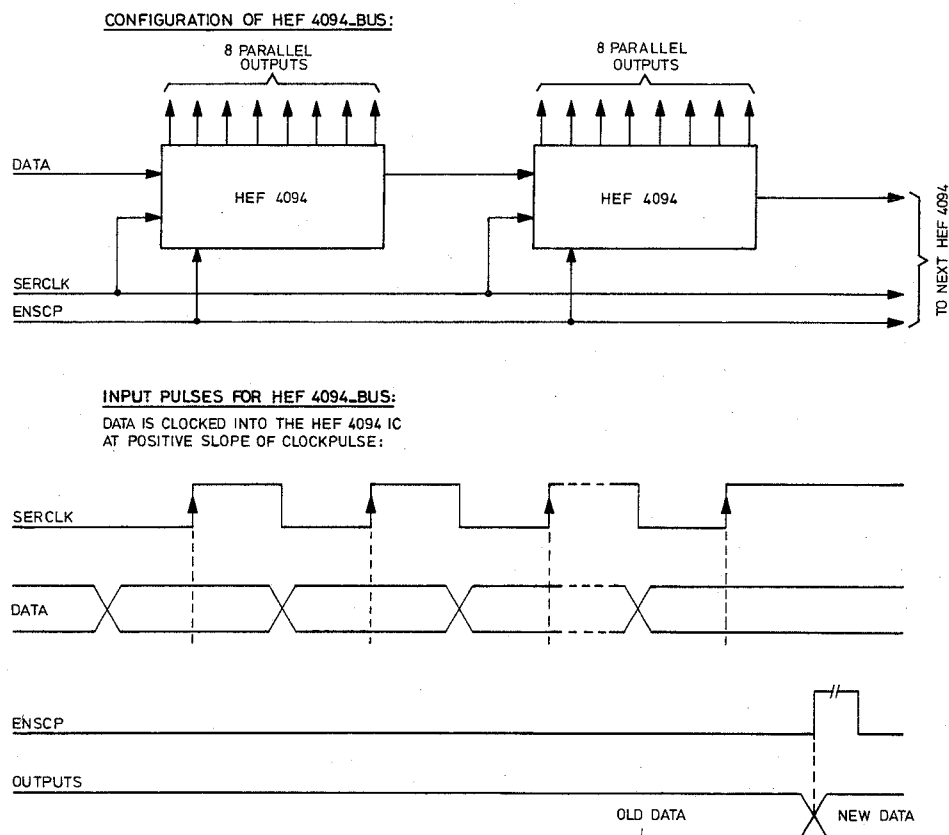 CONFIGURATION OF HEF 4094_BUS:
8 PARALLEL
OUTPUTS
8 PARALLEL
OUTPUTS
DATA
HEF 4094
HEF 4094
SERCLK
ENSCP
TO NEXT HEF 4094
INPUT PULSES FOR HEF 4094_BUS:
DATA IS CLOCKED INTO THE HEF 4094 IC
AT POSITIVE SLOPE OF CLOCKPULSE:
SERCLK
DATA
ENSCP
OUTPUTS
OLD DATA
NEW DATA